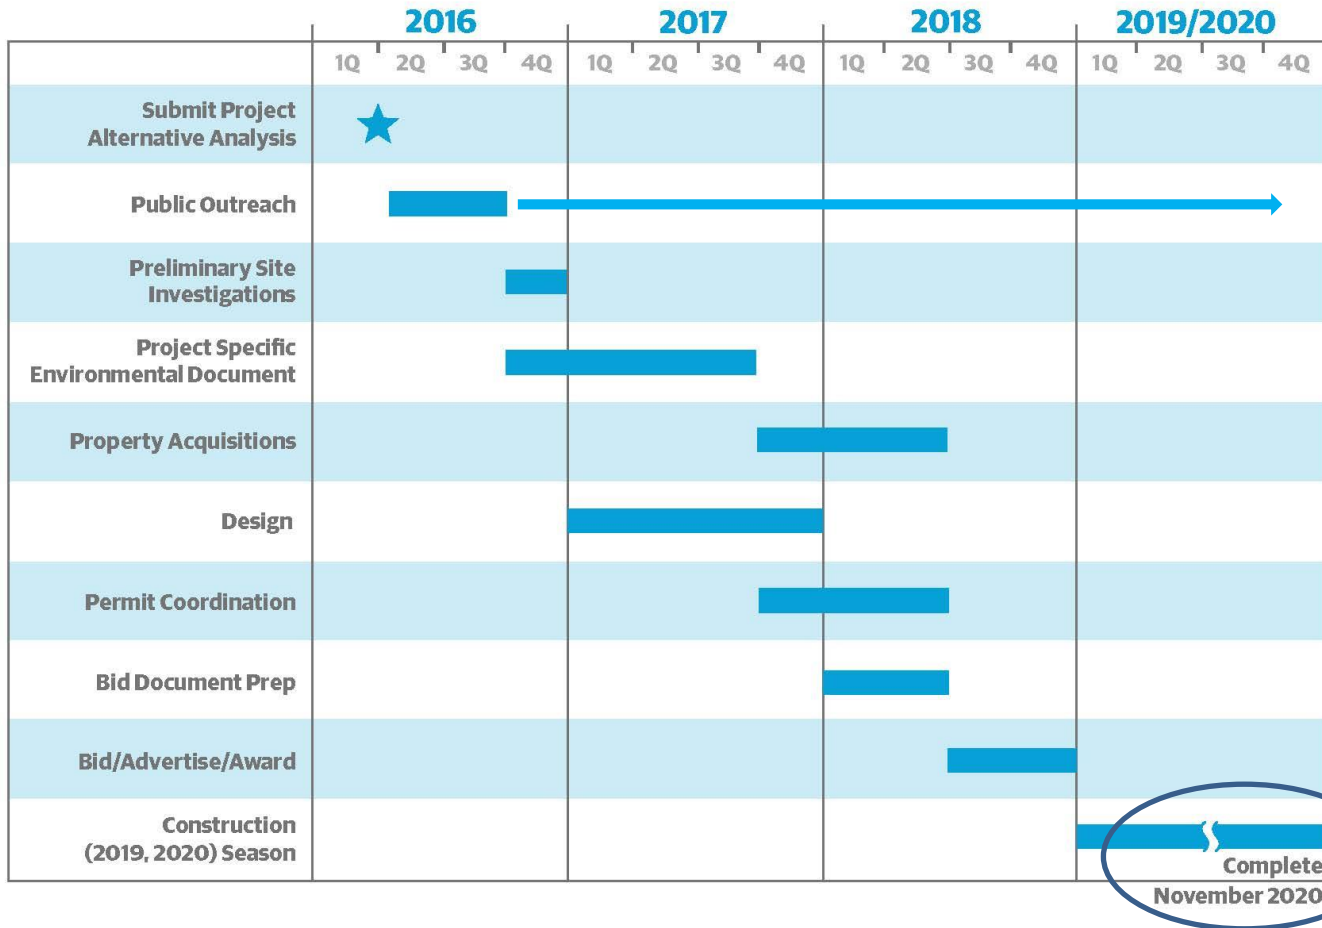 2016 2017 2018 2019/2020
1Q 2Q 3Q 4Q 1Q 2Q 3Q 4Q 1Q 2Q 3Q 4Q 1Q 2Q 3Q 4Q
Submit Project
Alternative Analysis
Public Outreach
Preliminary Site
Investigations
Project Specific
Environmental Document
Property Acquisitions
Design
Permit Coordination
Bid Document Prep
Bid/Advertise/Award
Construction
(2019, 2020) Season
Complete
November 2020